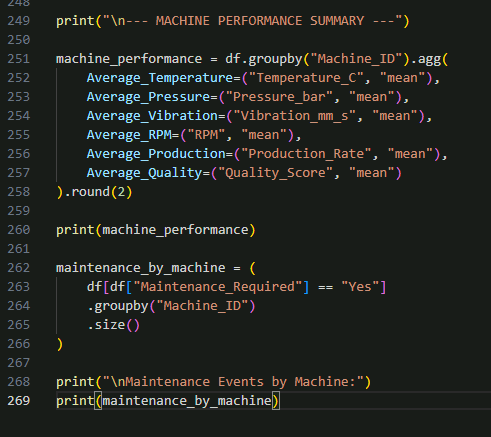 248
249 print("\n--- MACHINE PERFORMANCE SUMMARY ---")
250
251 machine_performance = df.groupby("Machine_ID").agg(
252     Average_Temperature=("Temperature_C", "mean"),
253     Average_Pressure=("Pressure_bar", "mean"),
254     Average_Vibration=("Vibration_mm_s", "mean"),
255     Average_RPM=("RPM", "mean"),
256     Average_Production=("Production_Rate", "mean"),
257     Average_Quality=("Quality_Score", "mean")
258 ).round(2)
259
260 print(machine_performance)
261
262 maintenance_by_machine = (
263     df[df["Maintenance_Required"] == "Yes"]
264     .groupby("Machine_ID")
265     .size()
266 )
267
268 print("\nMaintenance Events by Machine:")
269 print(maintenance_by_machine)